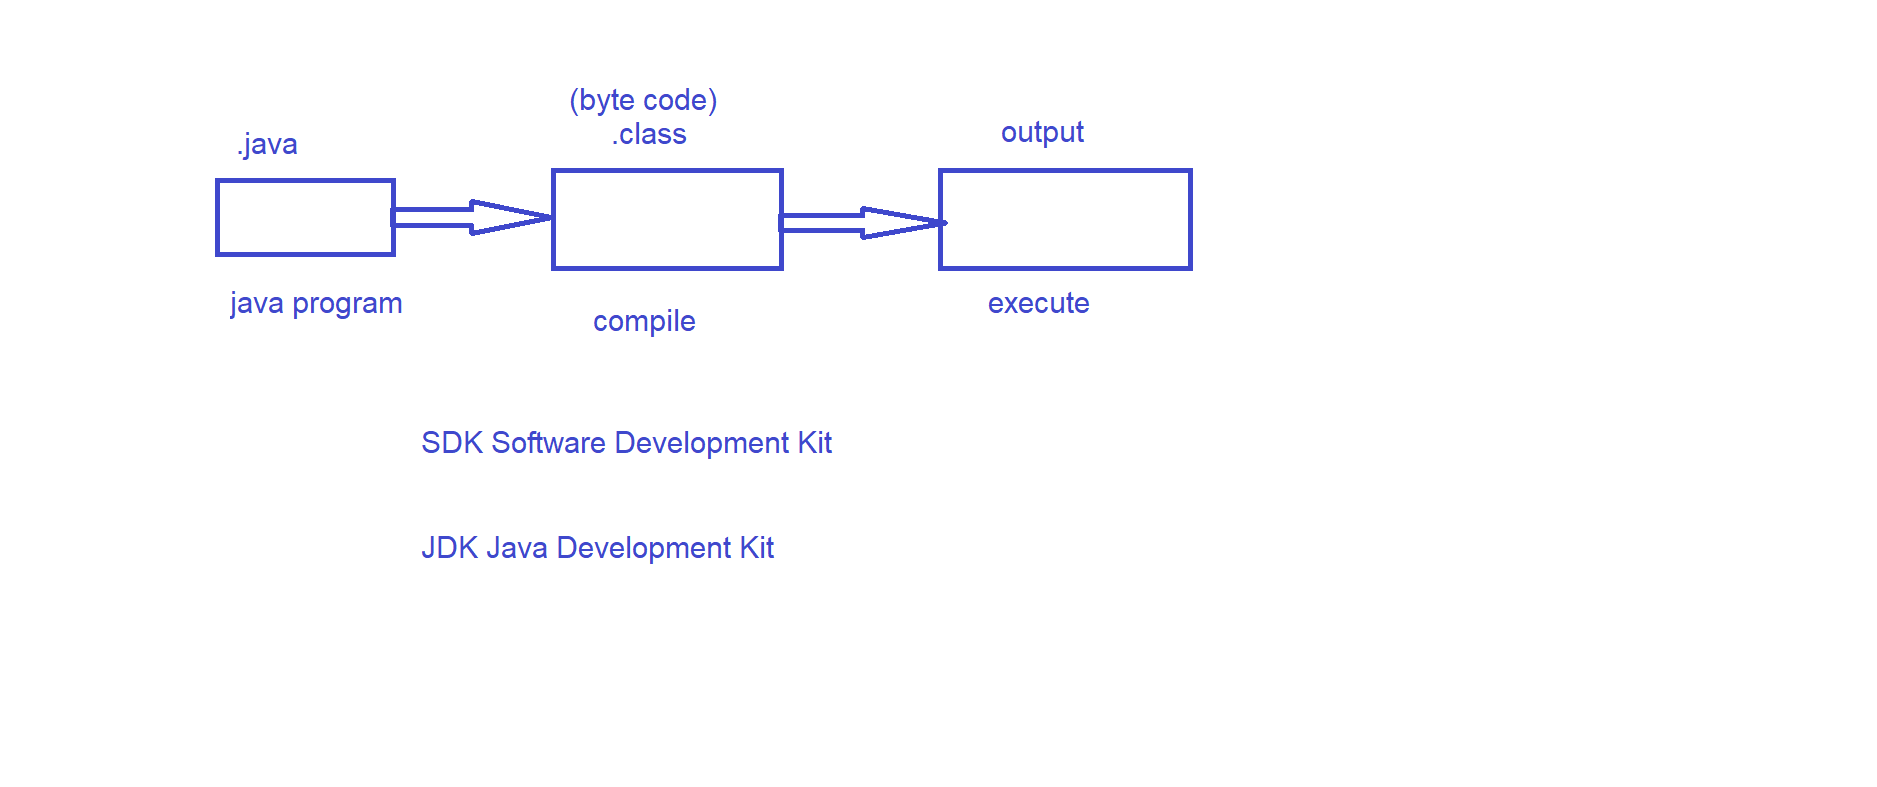 .java
java program
(byte code)
.class
compile
output
execute
SDK Software Development Kit
JDK Java Development Kit